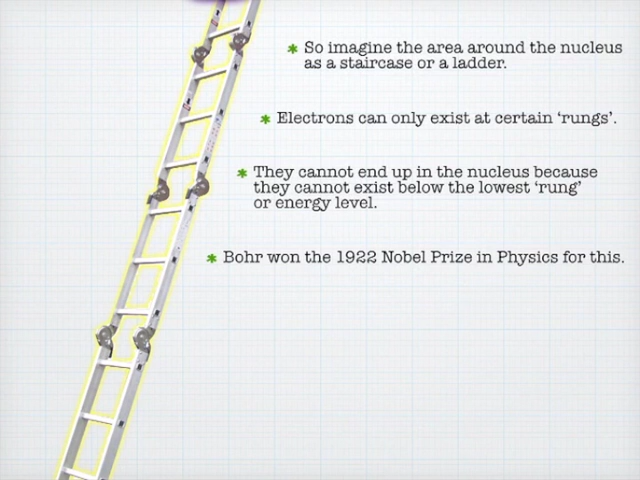 * So imagine the area around the nucleus
as a staircase or a ladder.
* Electrons can only exist at certain ‘rungs’.
* They cannot end up in the nucleus because
they cannot exist below the lowest ‘rung’
or energy level.
* Bohr won the 1922 Nobel Prize in Physics for this.